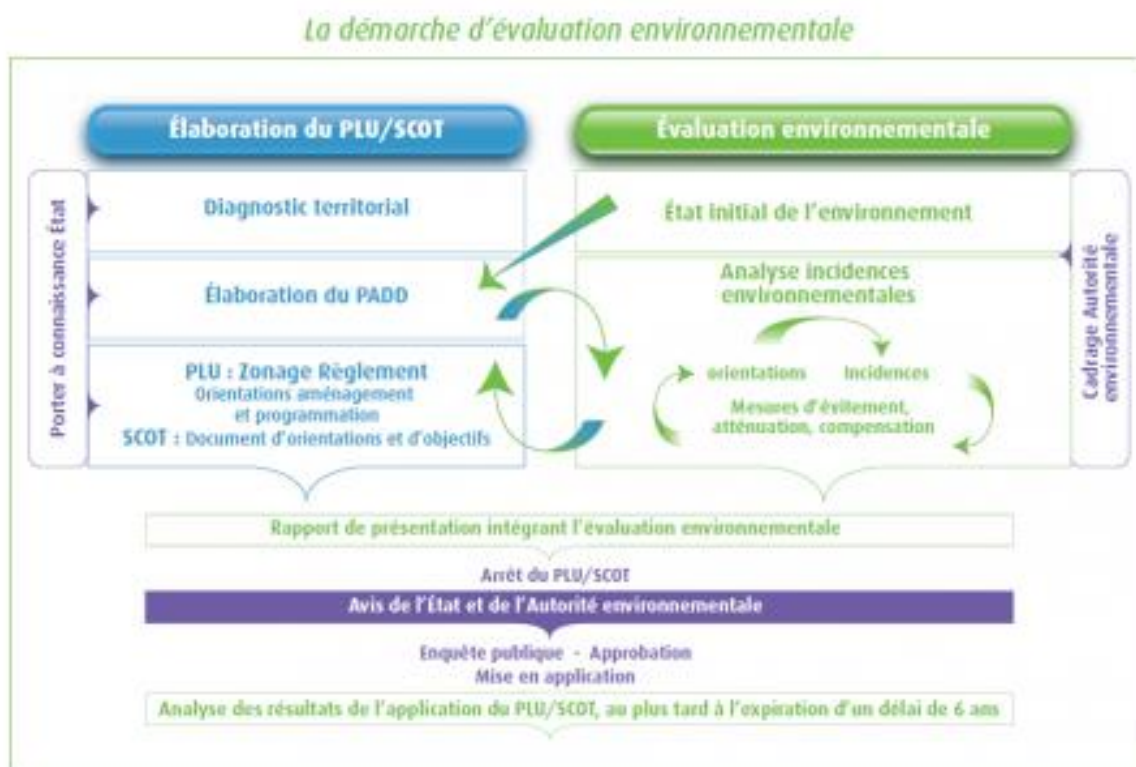 La démarche d'évaluation environnementale
Élaboration du PLU/SCOT
Évaluation environnementale
Porter à connaissance État
Diagnostic territorial
Élaboration du PADD
PLU : Zonage Règlement
Orientations aménagement
et programmation
SCOT : Document d'orientations et d'objectifs
État initial de l'environnement
Analyse incidences
environnementales
orientations
Incidences
Mesures d'évitement,
atténuation, compensation
Cadrage Autorité
environnementale
Rapport de présentation intégrant l'évaluation environnementale
Arrêt du PLU/SCOT
Avis de l'État et de l'Autorité environnementale
Enquête publique - Approbation
Mise en application
Analyse des résultats de l'application du PLU/SCOT, au plus tard à l'expiration d'un délai de 6 ans